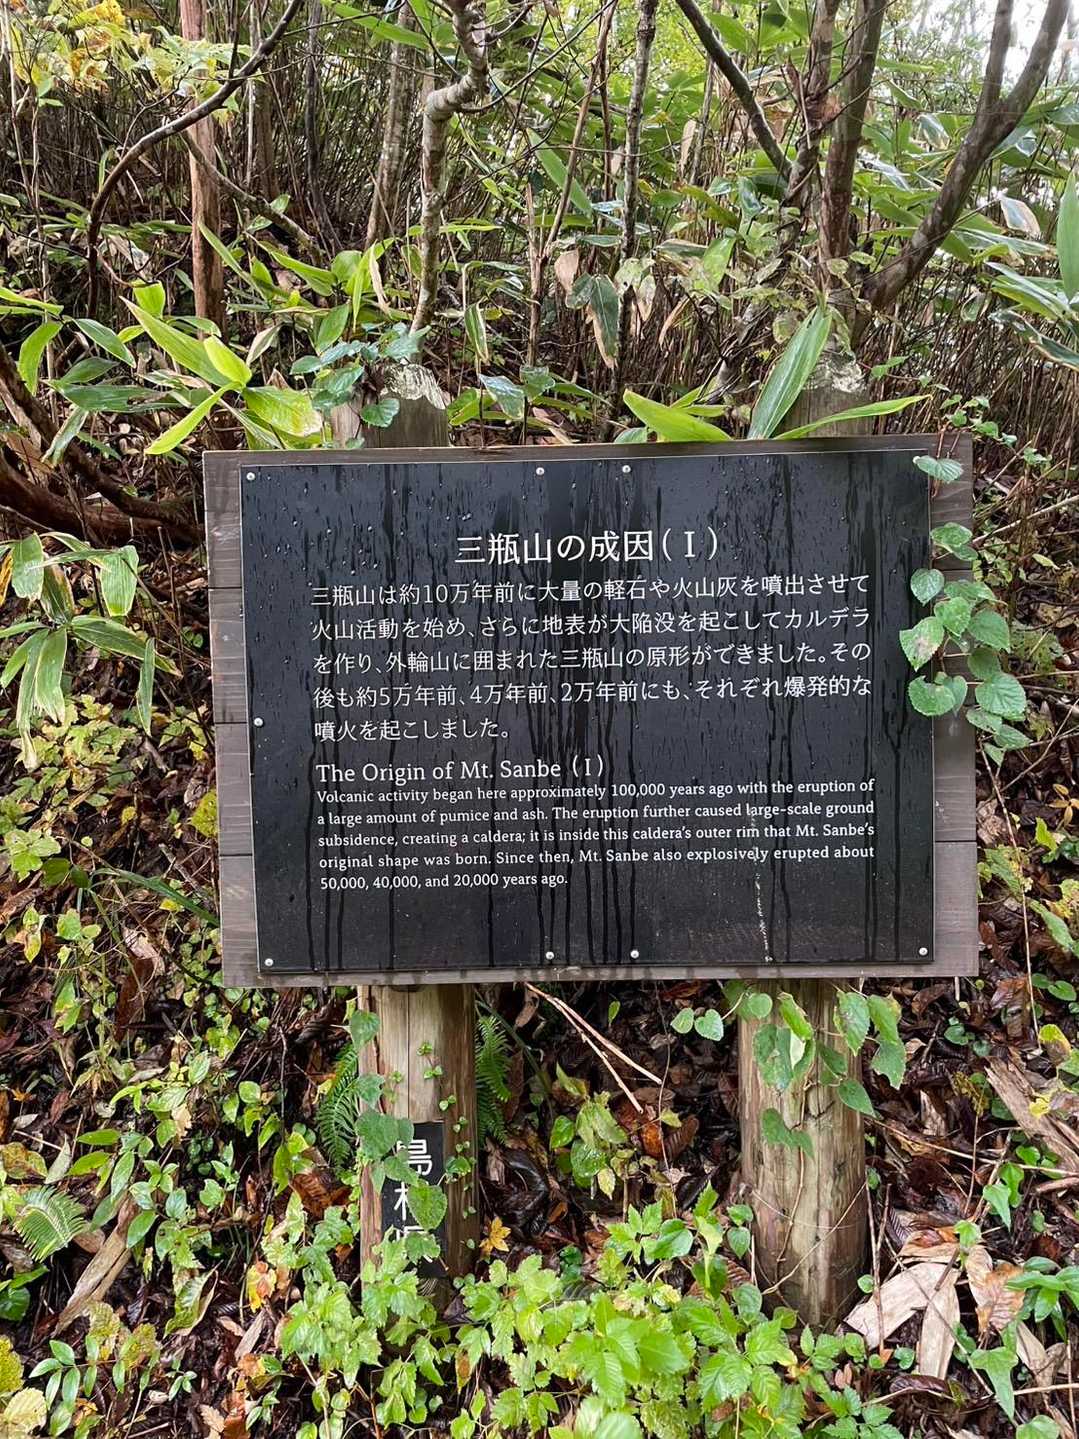 三瓶山の成因(Ⅰ)
三瓶山は約10万年前に大量の軽石や火山灰を噴出させて
火山活動を始め、さらに地表が大陥没を起こしてカルデラ
を作り、外輪山に囲まれた三瓶山の原形ができました。その
後も約5万年前、4万年前、2万年前にも、それぞれ爆発的な
噴火を起こしました。
The Origin of Mt. Sanbe (Ⅰ)
Volcanic activity began here approximately 100,000 years ago with the eruption of
a large amount of pumice and ash. The eruption further caused large-scale ground
subsidence, creating a caldera; it is inside this caldera's outer rim that Mt. Sanbe's
original shape was born. Since then, Mt. Sanbe also explosively erupted about
50,000, 40,000, and 20,000 years ago.
島根